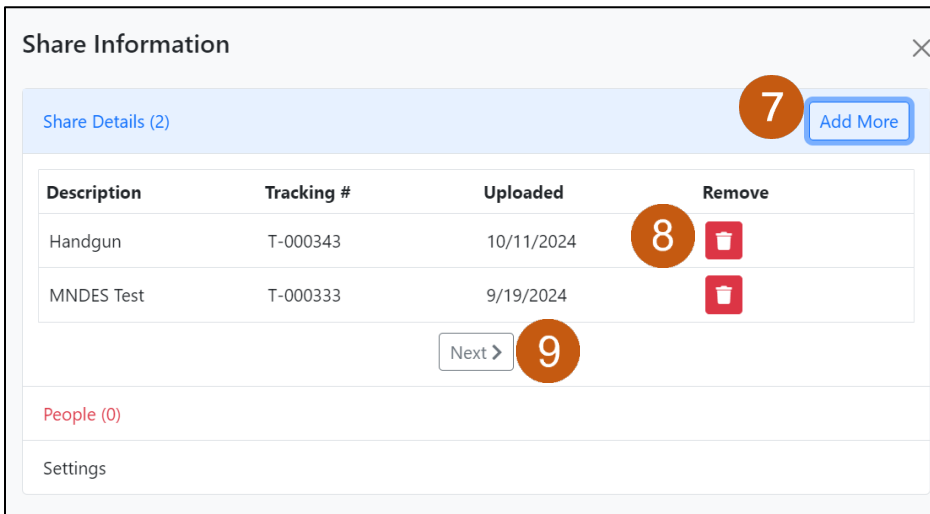 Share Information
Share Details (2) 7 Add More
Description Tracking # Uploaded Remove
Handgun T-000343 10/11/2024 8
MNDES Test T-000333 9/19/2024
Next 9
People (0)
Settings